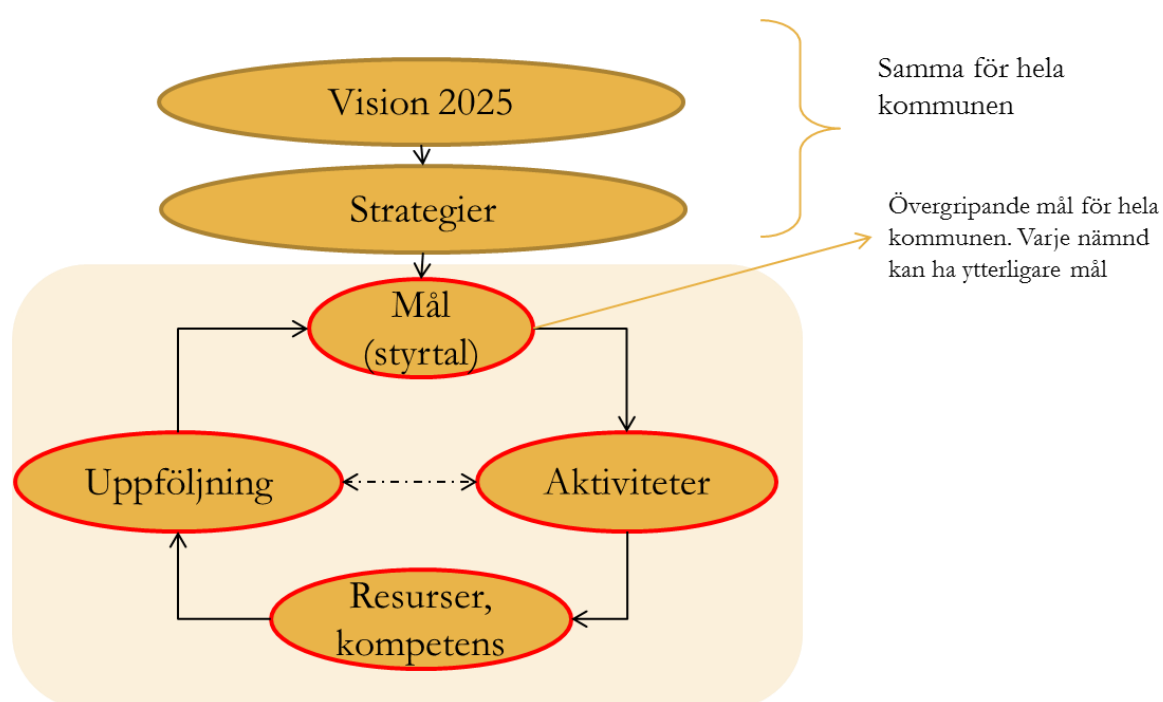 Vision 2025
Samma för hela
kommunen
Strategier
Övergripande mål för hela
kommunen. Varje nämnd
kan ha ytterligare mål
Mål
(styrtal)
Uppföljning
Aktiviteter
Resurser,
kompetens